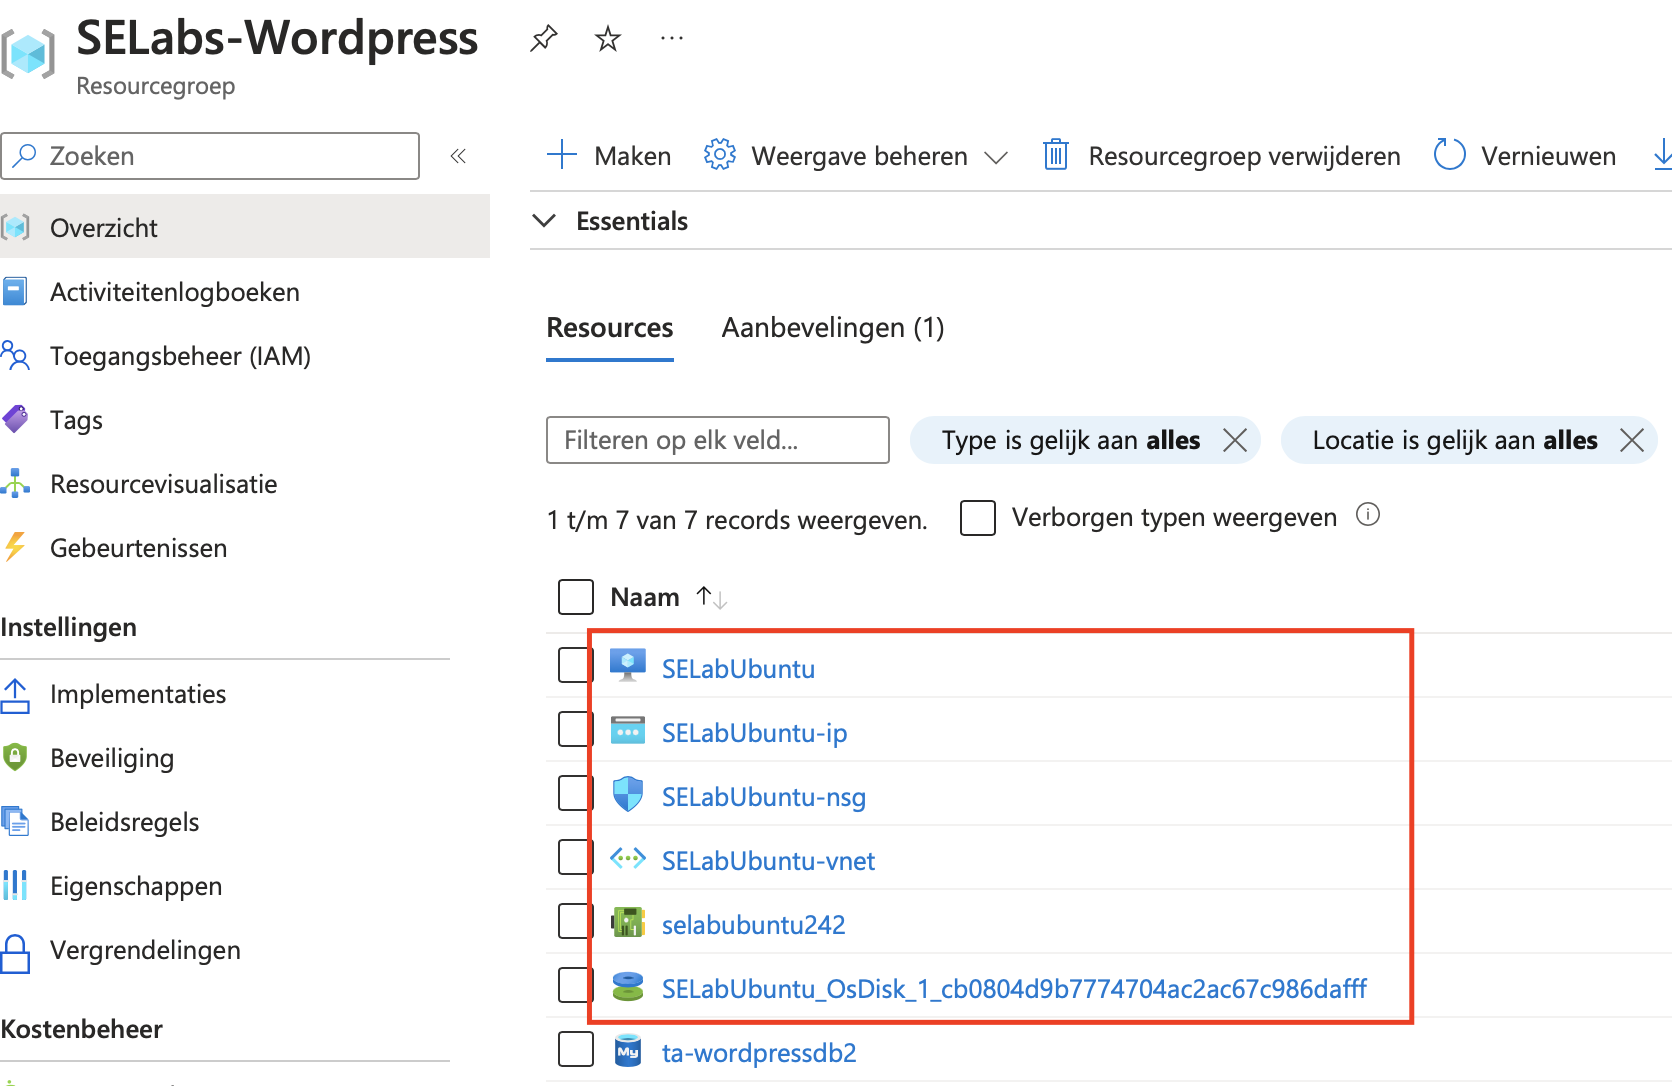 SELabs-Wordpress
Resourcegroep
Zoeken
Overzicht
Activiteitenlogboeken
Toegangsbeheer (IAM)
Tags
Resourcevisualisatie
Gebeurtenissen
Instellingen
Implementaties
Beveiliging
Beleidsregels
Eigenschappen
Vergrendelingen
Kostenbeheer
Maken Weergave beheren Resourcegroep verwijderen Vernieuwen
Essentials
Resources Aanbevelingen (1)
Filteren op elk veld... Type is gelijk aan alles Locatie is gelijk aan alles
1 t/m 7 van 7 records weergeven. Verborgen typen weergeven
Naam
SELabUbuntu
SELabUbuntu-ip
SELabUbuntu-nsg
SELabUbuntu-vnet
selabubuntu242
SELabUbuntu_OsDisk_1_cb0804d9b7774704ac2ac67c986dafff
My ta-wordpressdb2